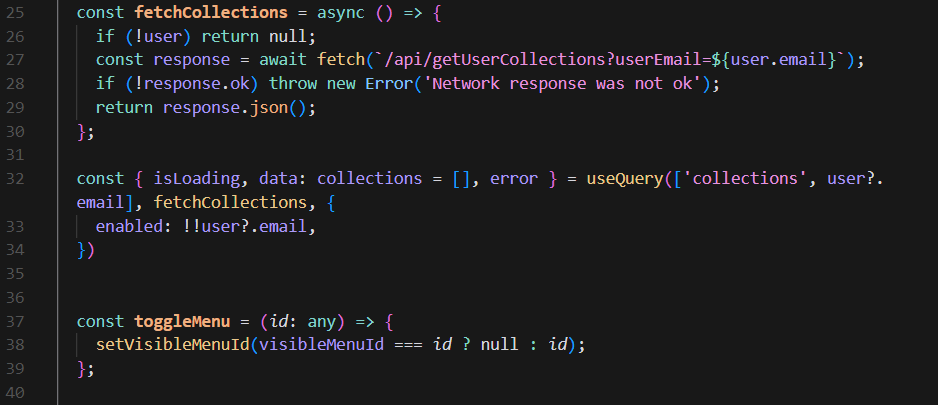 25 const fetchCollections = async () => {
26 if (!user) return null;
27 const response = await fetch(`/api/getUserCollections?userEmail=${user.email}`);
28 if (!response.ok) throw new Error('Network response was not ok');
29 return response.json();
30 };
31
32 const { isLoading, data: collections = [], error } = useQuery(['collections', user?.
email], fetchCollections, {
33 enabled: !!user?.email,
34 })
35
36
37 const toggleMenu = (id: any) => {
38 setVisibleMenuId(visibleMenuId === id ? null : id);
39 };
40